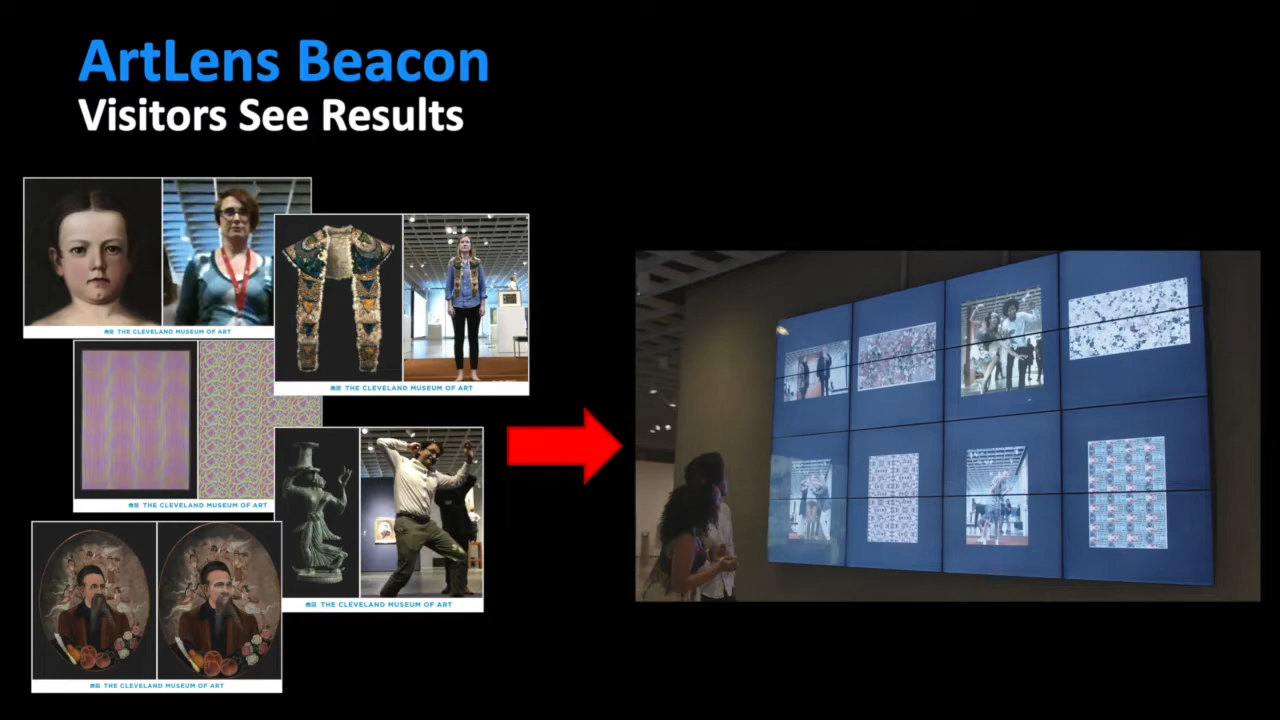 ArtLens Beacon
Visitors See Results
THE CLEVELAND MUSEUM OF ART
THE CLEVELAND MUSEUM OF ART
THE CLEVELAND MUSEUM OF ART
THE CLEVELAND MUSEUM OF ART
THE CLEVELAND MUSEUM OF ART